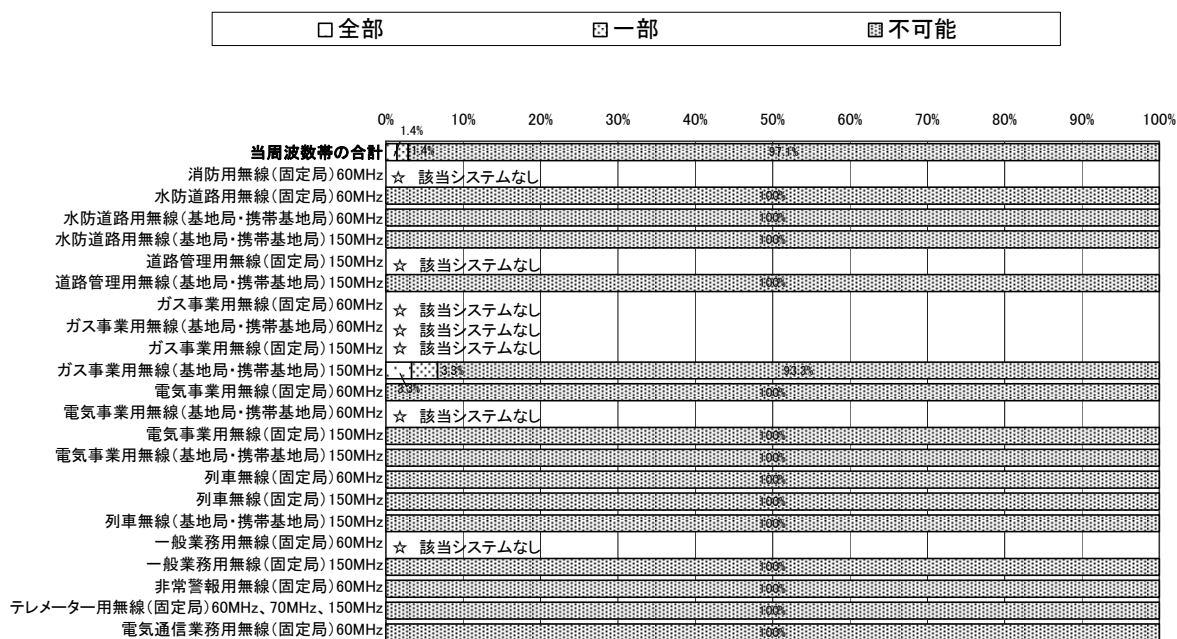 全部 一部 不可能
0% 10% 20% 30% 40% 50% 60% 70% 80% 90% 100%
1.4%
当周波数帯の合計 1.4% 97.1%
消防用無線(固定局)60MHz ☆ 該当システムなし
水防道路用無線(固定局)60MHz 100%
水防道路用無線(基地局・携帯基地局)60MHz 100%
水防道路用無線(基地局・携帯基地局)150MHz 100%
道路管理用無線(固定局)150MHz ☆ 該当システムなし
道路管理用無線(基地局・携帯基地局)150MHz 100%
ガス事業用無線(固定局)60MHz ☆ 該当システムなし
ガス事業用無線(基地局・携帯基地局)60MHz ☆ 該当システムなし
ガス事業用無線(固定局)150MHz ☆ 該当システムなし
ガス事業用無線(基地局・携帯基地局)150MHz 3.3% 93.3%
3.3%
電気事業用無線(固定局)60MHz 100%
電気事業用無線(基地局・携帯基地局)60MHz ☆ 該当システムなし
電気事業用無線(固定局)150MHz 100%
電気事業用無線(基地局・携帯基地局)150MHz 100%
列車無線(固定局)60MHz 100%
列車無線(固定局)150MHz 100%
列車無線(基地局・携帯基地局)150MHz 100%
一般業務用無線(固定局)60MHz ☆ 該当システムなし
一般業務用無線(固定局)150MHz 100%
非常警報用無線(固定局)60MHz 100%
テレメーター用無線(固定局)60MHz、70MHz、150MHz 100%
電気通信業務用無線(固定局)60MHz 100%